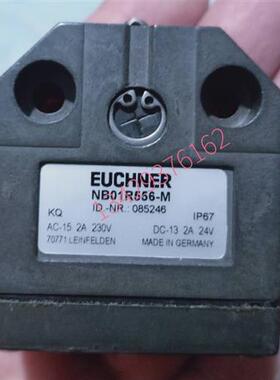 EUCHNER
NB01R556-M
ID.-NR.: 085246
KQ IP67
AC-15 2A 230V DC-13 2A 24V
70771 LEINFELDEN MADE IN GERMANY